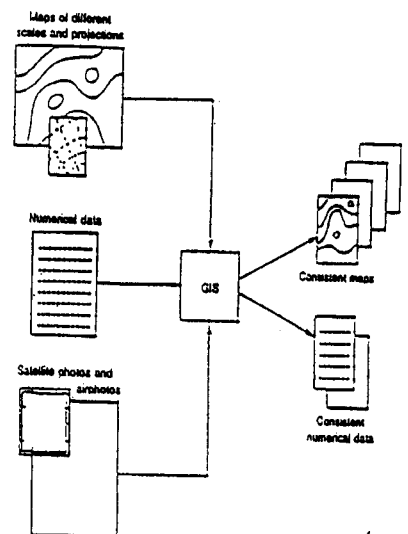 Maps of different
scales and projections
Numerical data
GIS
Consistent maps
Satellite photos and
airphotos
Consistent
numerical data